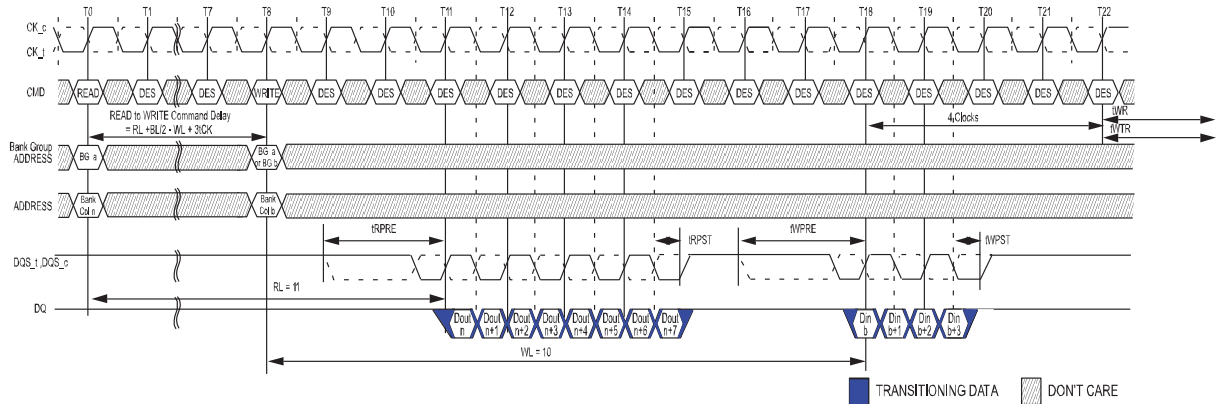 T0 T1 T7 T8 T9 T10 T11 T12 T13 T14 T15 T16 T17 T18 T19 T20 T21 T22
CK_c
CK_t
CMD READ DES DES WRITE DES DES DES DES DES DES DES DES DES DES DES DES DES DES
READ to WRITE Command Delay
= RL +BL/2 - WL + 3tCK
4 Clocks
tWR
tWTR
Bank Group
ADDRESS
BG a
BG a
or BG b
ADDRESS
Bank
Col n
Bank
Col b
tRPRE
tRPST
tWPRE
tWPST
DQS_t ,DQS_c
RL = 11
DQ
Dout
n
Dout
n+1
Dout
n+2
Dout
n+3
Dout
n+4
Dout
n+5
Dout
n+6
Dout
n+7
Din
b
Din
b+1
Din
b+2
Din
b+3
WL = 10
TRANSITIONING DATA
DON'T CARE